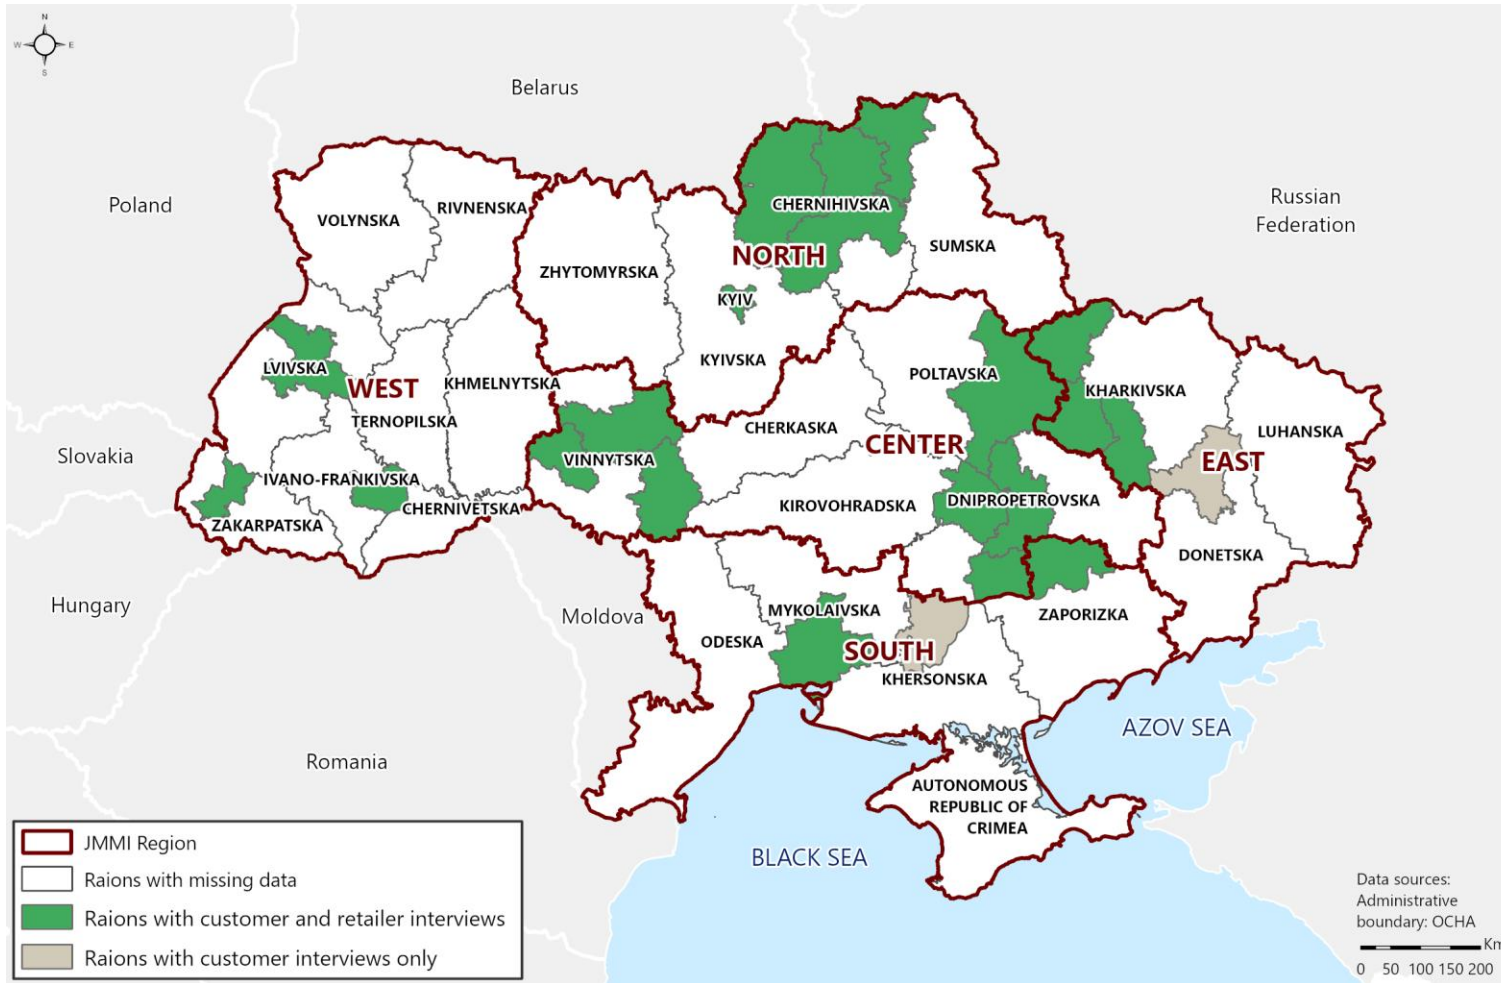 N
W
E
S
Belarus
Poland
Russian
Federation
VOLYNSKA
RIVNENSKA
CHERNIHIVSKA
SUMSKA
NORTH
ZHYTOMYRSKA
KYIV
KYIVSKA
LVIVSKA
WEST
KHMELNYTSKA
POLTAVSKA
KHARKIVSKA
TERNOPILSKA
CHERKASKA
CENTER
LUHANSKA
Slovakia
VINNYTSKA
EAST
IVANO-FRANKIVSKA
CHERNIVETSKA
KIROVOHRADSKA
DNIPROPETROVSKA
ZAKARPATSKA
DONETSKA
Hungary
Moldova
MYKOLAIVSKA
ZAPORIZKA
ODESKA
SOUTH
KHERSONSKA
AZOV SEA
Romania
AUTONOMOUS
REPUBLIC OF
CRIMEA
BLACK SEA
JMMI Region
Raions with missing data
Raions with customer and retailer interviews
Raions with customer interviews only
Data sources:
Administrative
boundary: OCHA
Km
0 50 100 150 200